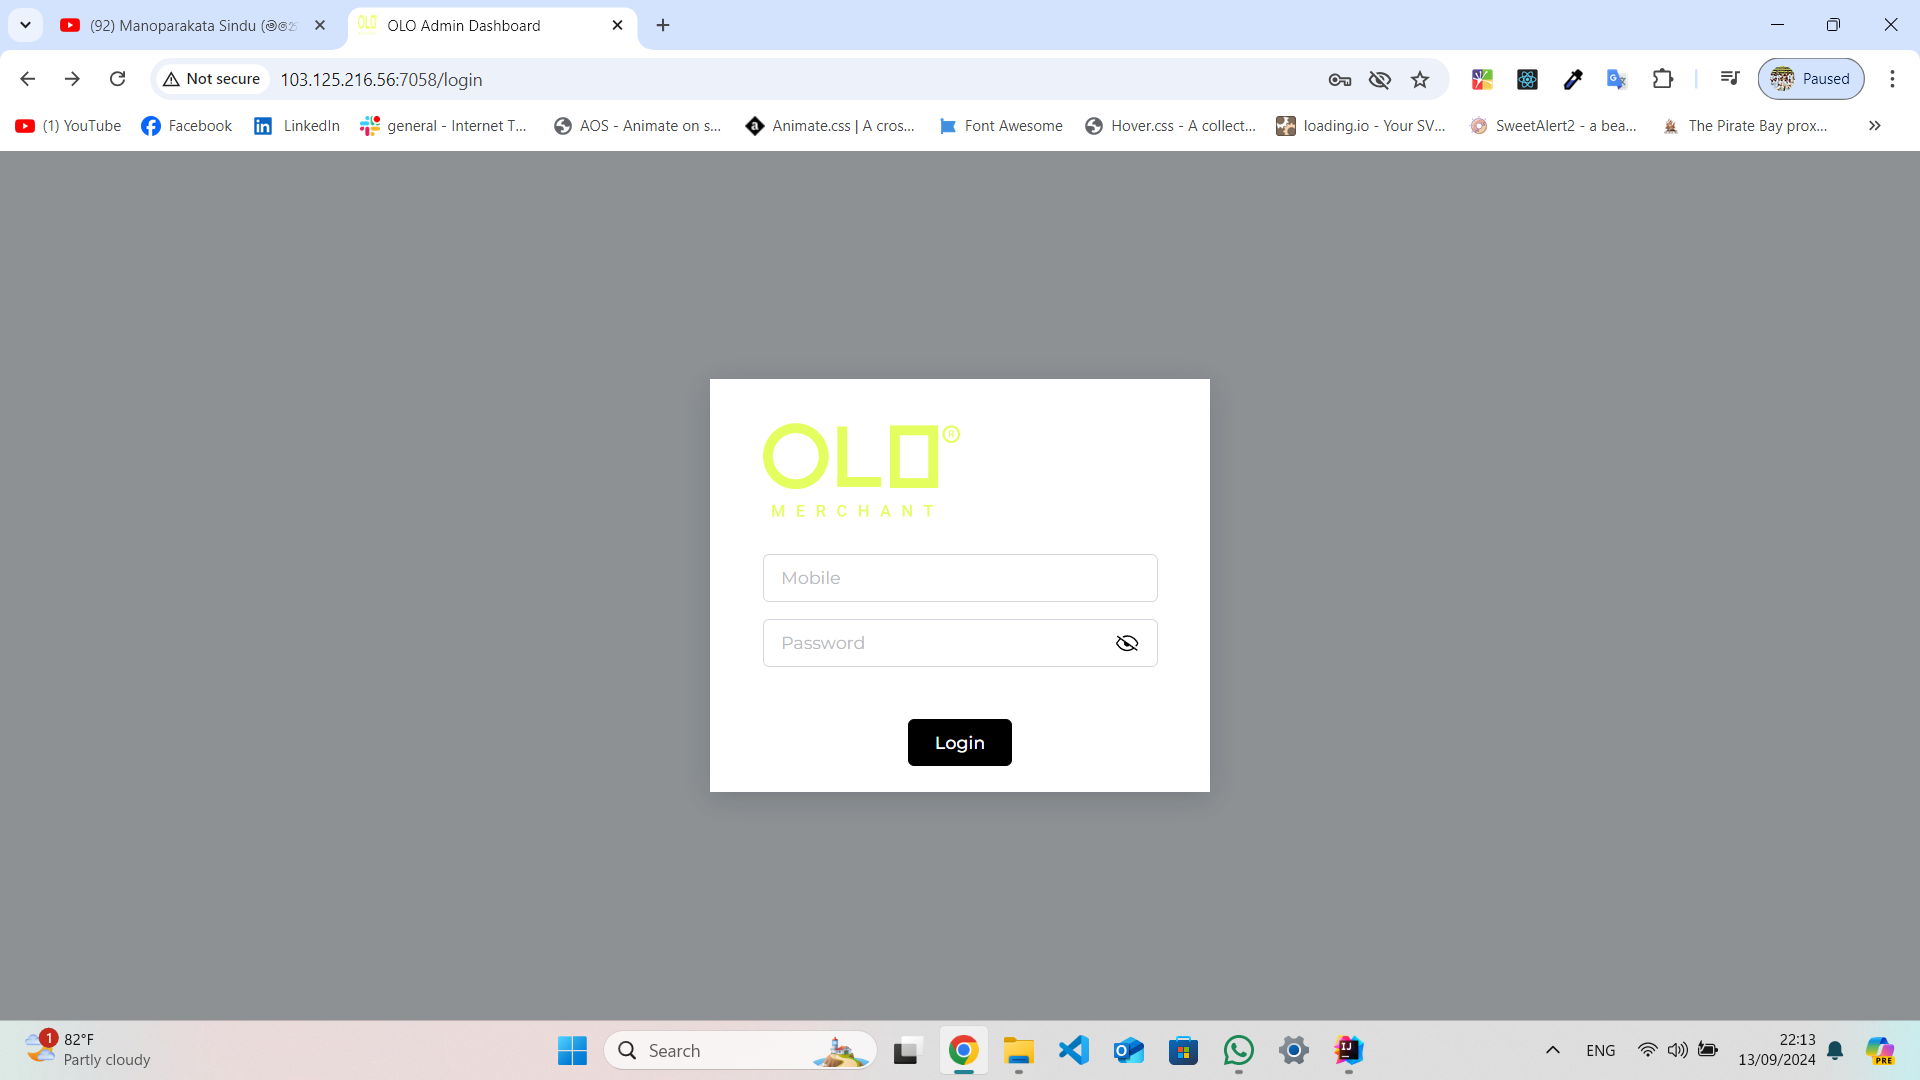 (92) Manoparakata Sindu (
OLO Admin Dashboard
Not secure
103.125.216.56:7058/login
Paused
(1) YouTube
Facebook
LinkedIn
general - Internet T...
AOS - Animate on s...
Animate.css | A cros...
Font Awesome
Hover.css - A collect...
loading.io - Your SV...
SweetAlert2 - a bea...
The Pirate Bay prox...
OLO®
MERCHANT
Mobile
Password
Login
1
82°F
Partly cloudy
Search
ENG
22:13
13/09/2024
PRE